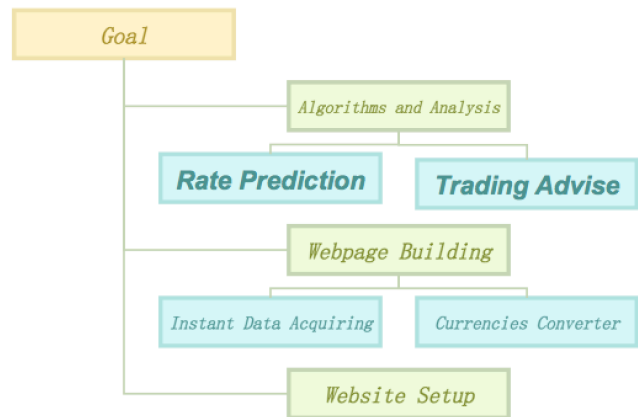 Goal
Algorithms and Analysis
Rate Prediction
Trading Advise
Webpage Building
Instant Data Acquiring
Currencies Converter
Website Setup